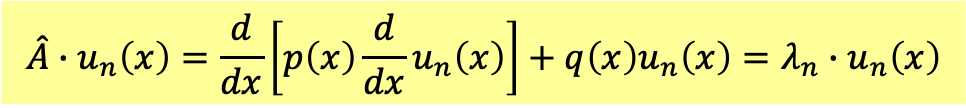 Â · uₙ(x) = d/dx [p(x) d/dx uₙ(x)] + q(x)uₙ(x) = λₙ · uₙ(x)